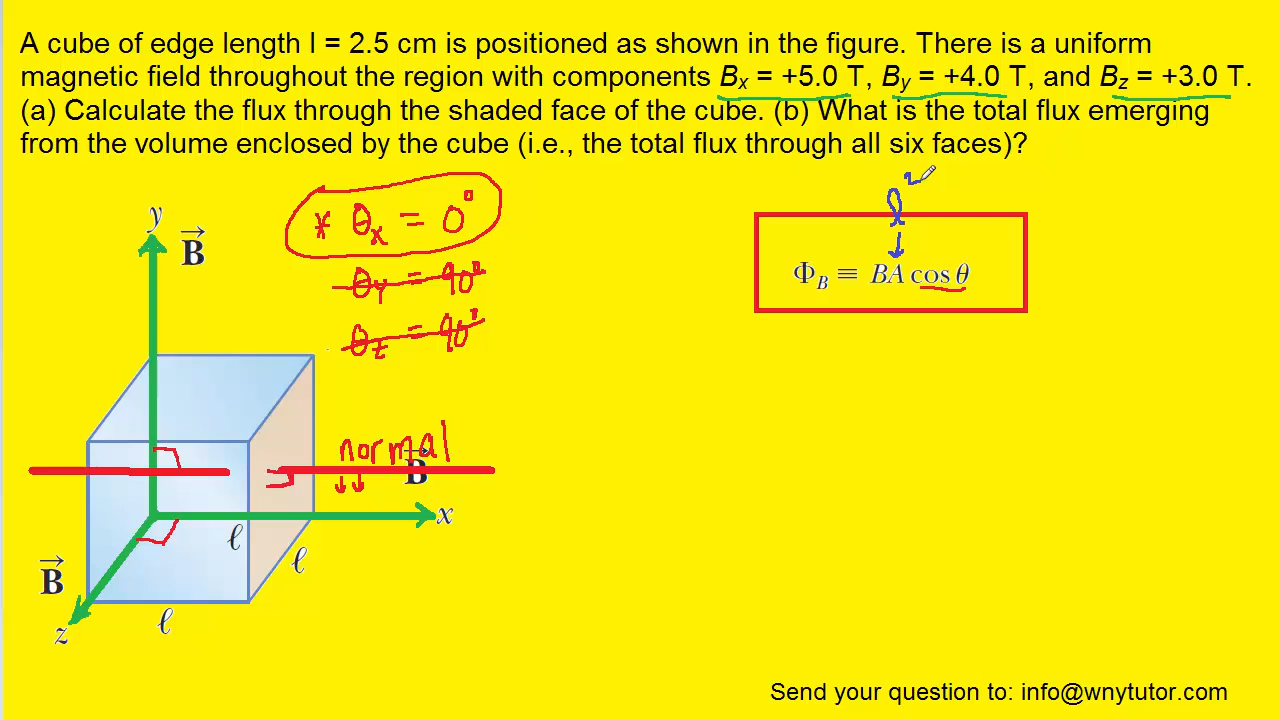 A cube of edge length l = 2.5 cm is positioned as shown in the figure. There is a uniform
magnetic field throughout the region with components Bx = +5.0 T, By = +4.0 T, and Bz = +3.0 T.
(a) Calculate the flux through the shaded face of the cube. (b) What is the total flux emerging
from the volume enclosed by the cube (i.e., the total flux through all six faces)?
* θx = 0°
θy = 90°
θz = 90°
ℓ²
ΦB ≡ BA cos θ
y
B
normal
B
x
ℓ
ℓ
B
z
ℓ
Send your question to: info@wnytutor.com